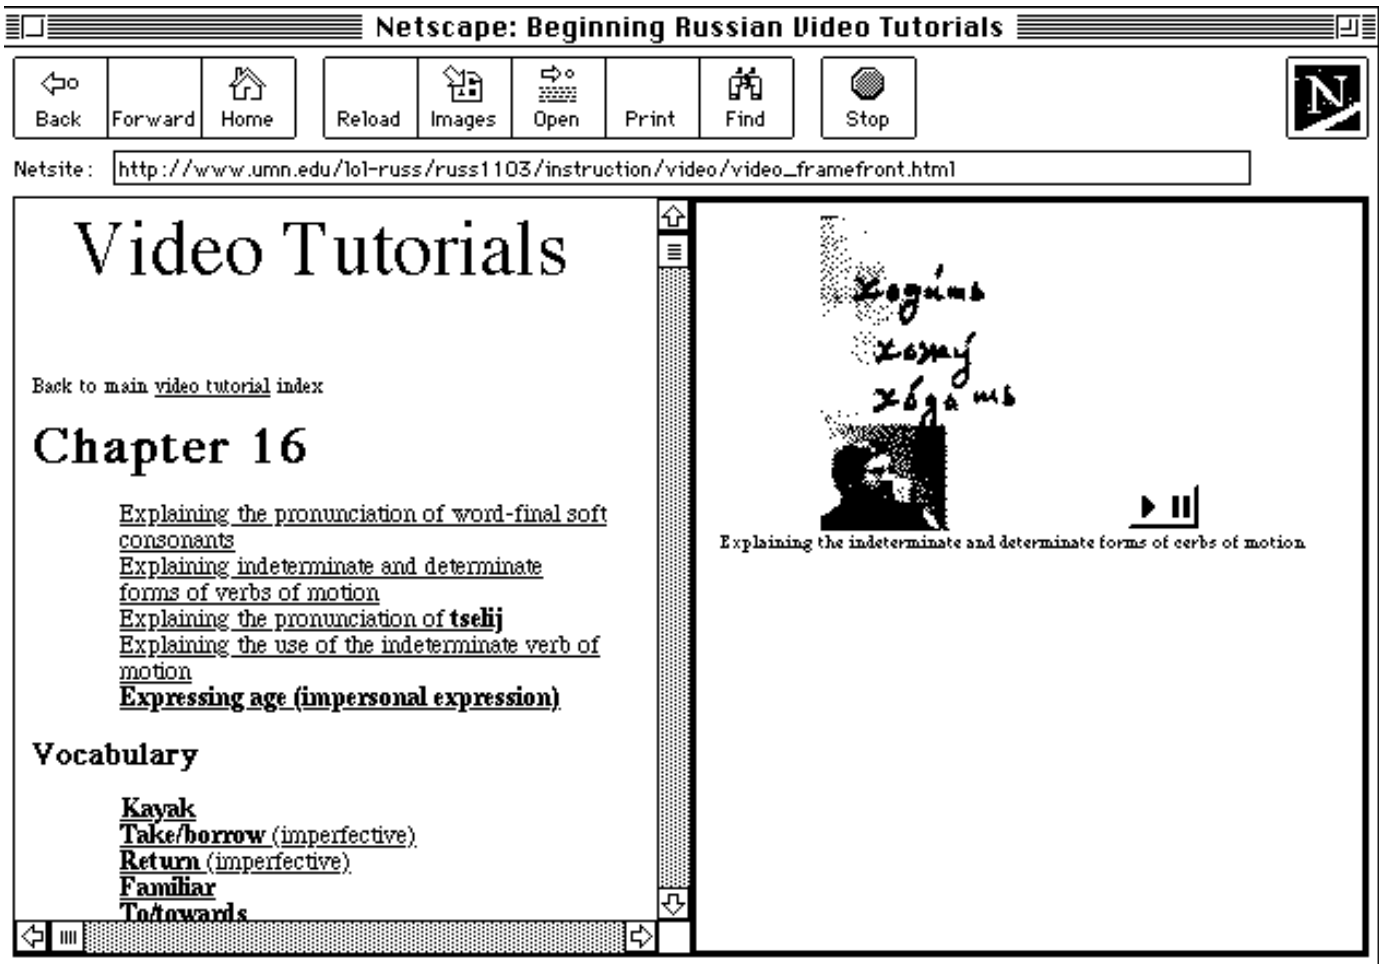 Netscape: Beginning Russian Video Tutorials
Back Forward Home Reload Images Open Print Find Stop
N
Netsite: http://www.umn.edu/lol-russ/russ1103/instruction/video/video_framefront.html
Video Tutorials
Back to main video tutorial index
Chapter 16
Explaining the pronunciation of word-final soft
consonants
Explaining indeterminate and determinate
forms of verbs of motion
Explaining the pronunciation of tselij
Explaining the use of the indeterminate verb of
motion
Expressing age (impersonal expression)
Vocabulary
Kayak
Take/borrow (imperfective)
Return (imperfective)
Familiar
To/towards
ходи́ть
хожу́
Explaining the indeterminate and determinate forms of cerbs of motion